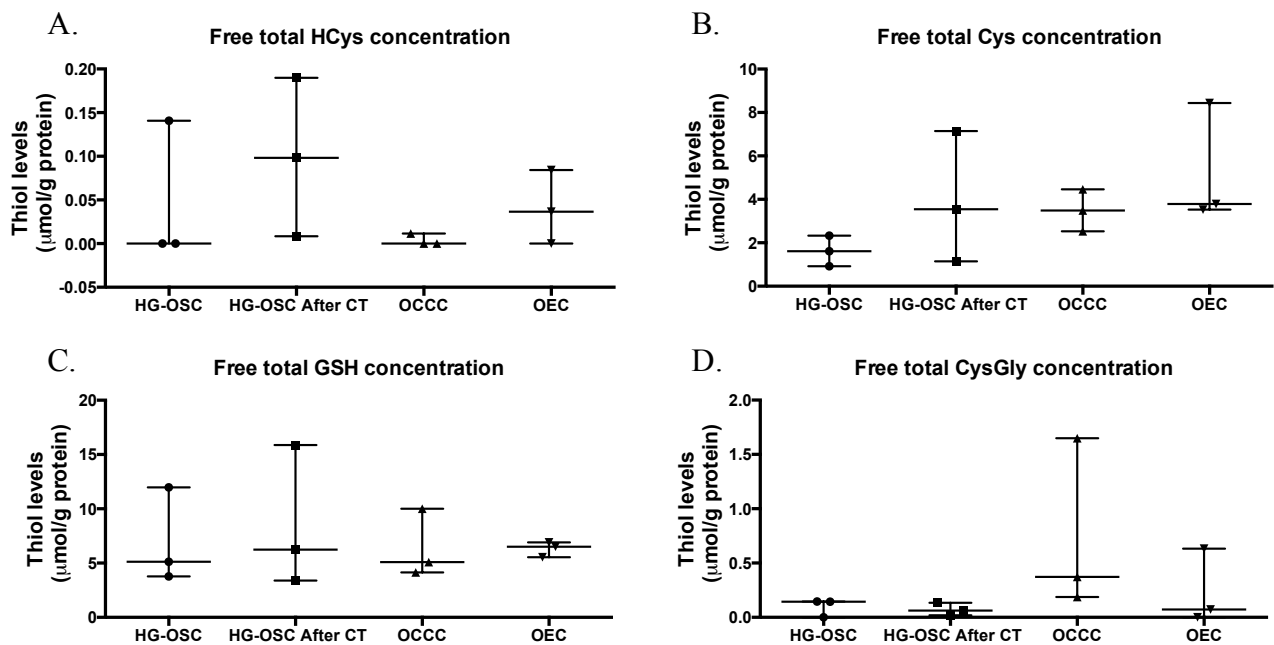 A.
Free total HCys concentration
Thiol levels
(μmol/g protein)
0.20
0.15
0.10
0.05
0.00
-0.05
HG-OSC
HG-OSC After CT
OCCC
OEC
B.
Free total Cys concentration
Thiol levels
(μmol/g protein)
10
8
6
4
2
0
HG-OSC
HG-OSC After CT
OCCC
OEC
C.
Free total GSH concentration
Thiol levels
(μmol/g protein)
20
15
10
5
0
HG-OSC
HG-OSC After CT
OCCC
OEC
D.
Free total CysGly concentration
Thiol levels
(μmol/g protein)
2.0
1.5
1.0
0.5
0.0
HG-OSC
HG-OSC After CT
OCCC
OEC